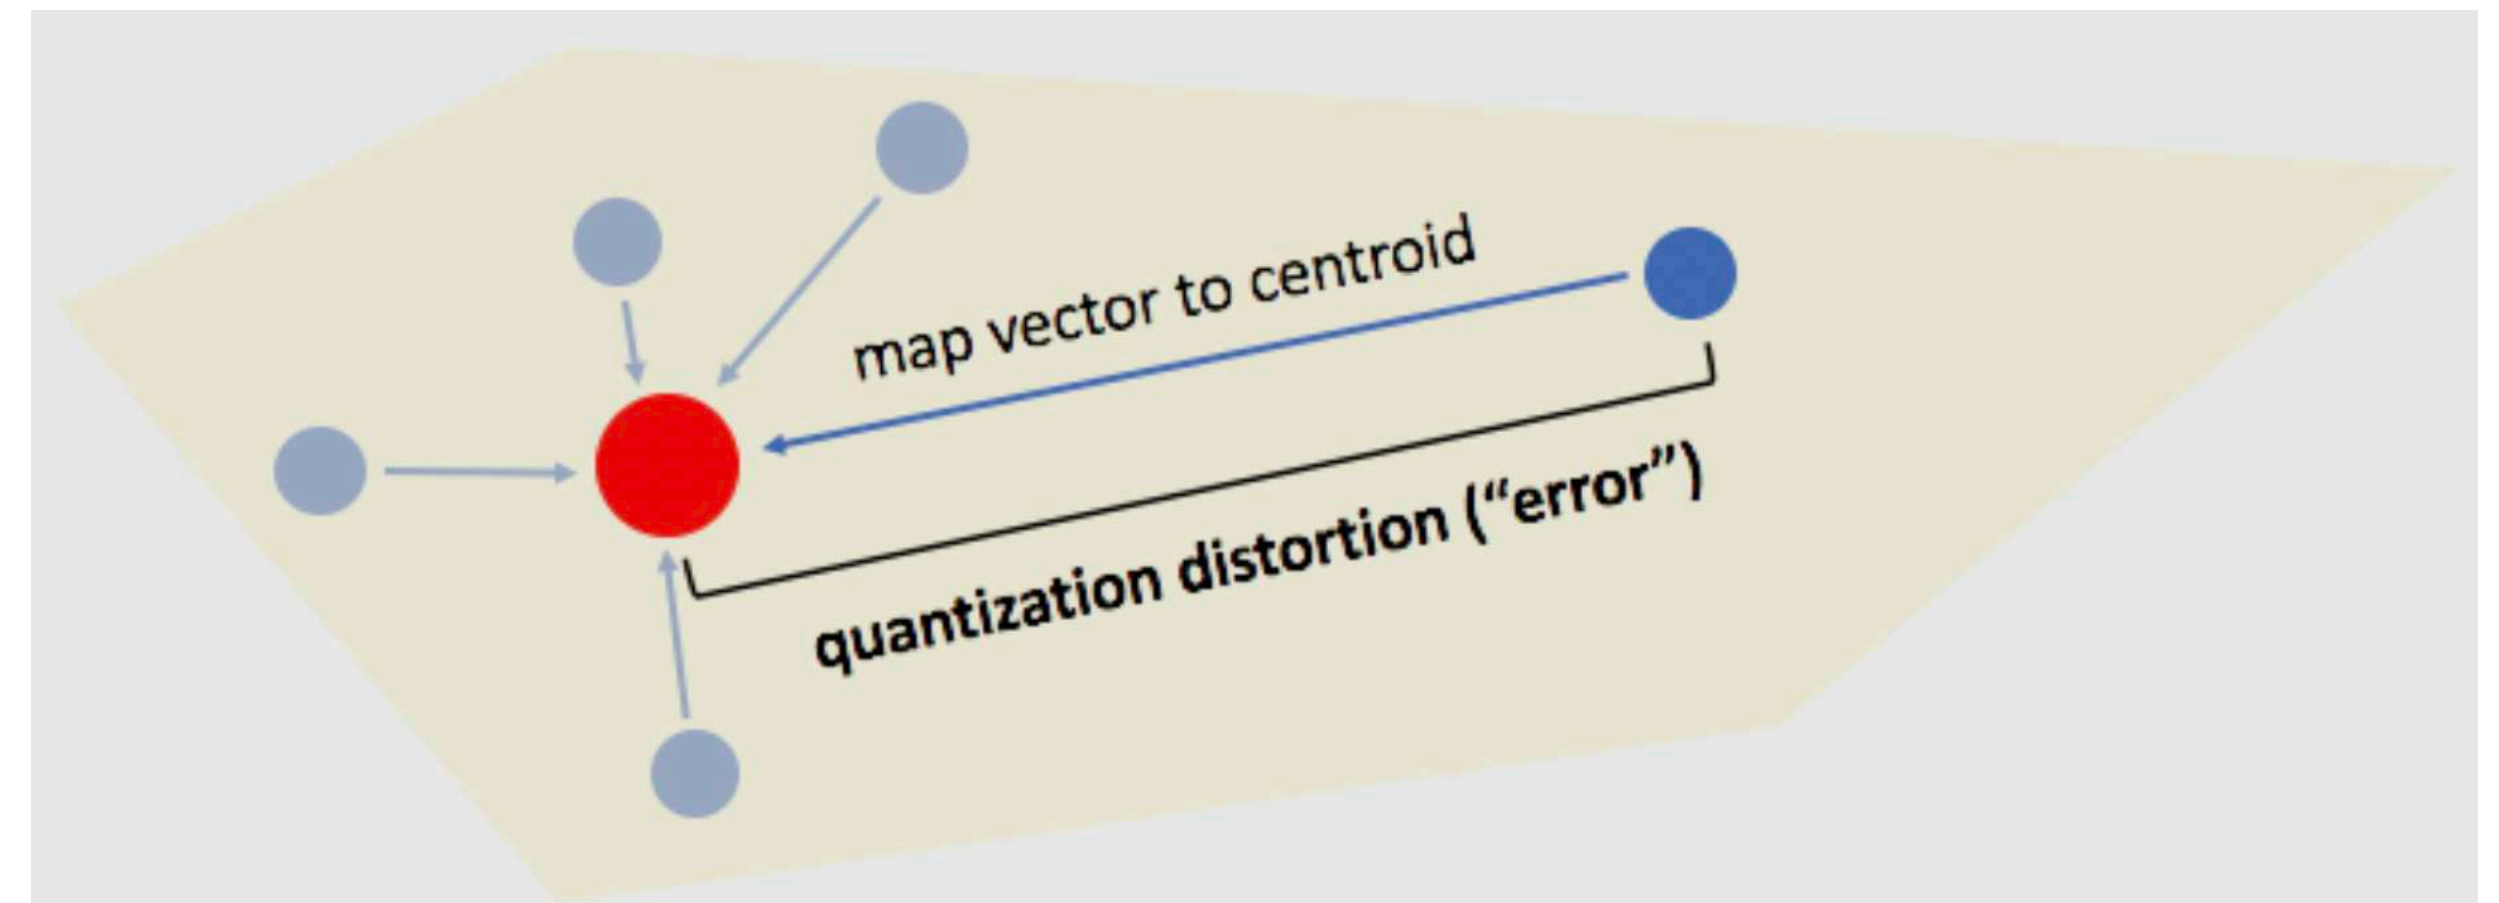 map vector to centroid
quantization distortion (“error”)